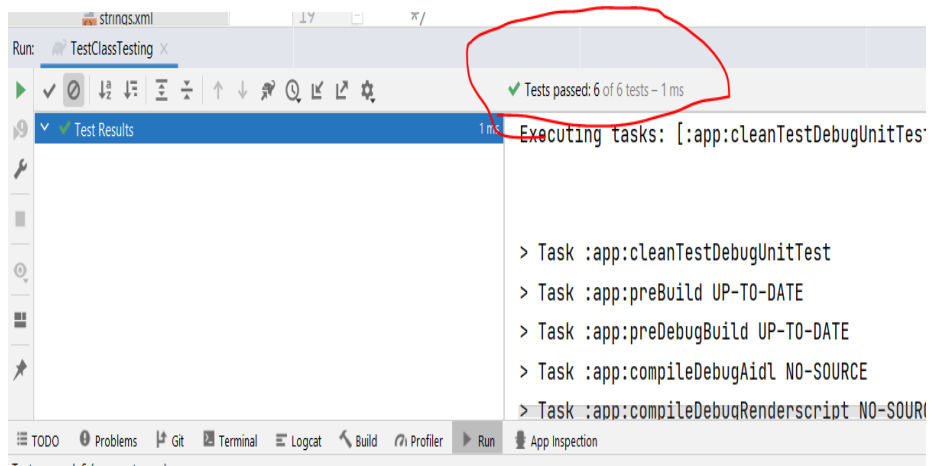 strings.xml
19 */
Run: TestClassTesting
Tests passed: 6 of 6 tests – 1 ms
Test Results 1 ms
Executing tasks: [:app:cleanTestDebugUnitTest
> Task :app:cleanTestDebugUnitTest
> Task :app:preBuild UP-TO-DATE
> Task :app:preDebugBuild UP-TO-DATE
> Task :app:compileDebugAidl NO-SOURCE
> Task :app:compileDebugRenderscript NO-SOUR
TODO Problems Git Terminal Logcat Build Profiler Run App Inspection